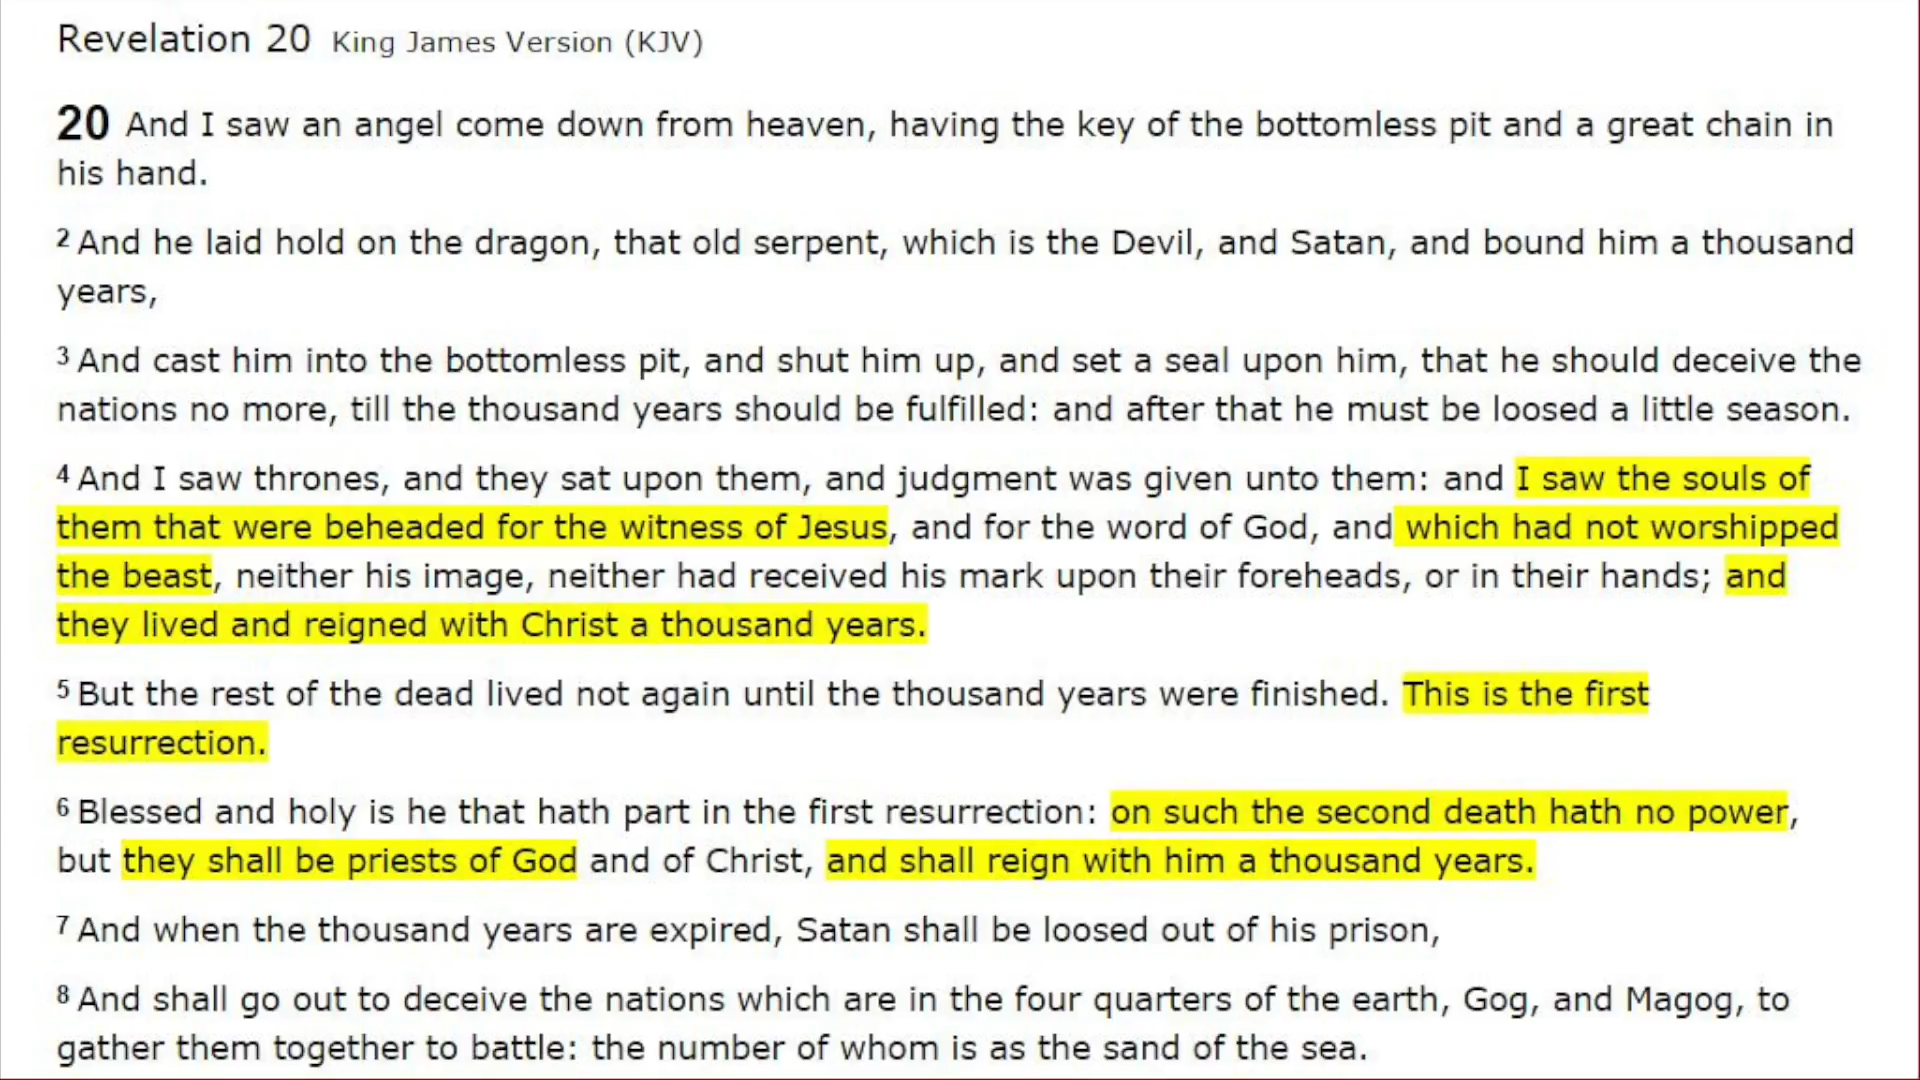 Revelation 20 King James Version (KJV)
20 And I saw an angel come down from heaven, having the key of the bottomless pit and a great chain in
his hand.
2 And he laid hold on the dragon, that old serpent, which is the Devil, and Satan, and bound him a thousand
years,
3 And cast him into the bottomless pit, and shut him up, and set a seal upon him, that he should deceive the
nations no more, till the thousand years should be fulfilled: and after that he must be loosed a little season.
4 And I saw thrones, and they sat upon them, and judgment was given unto them: and I saw the souls of
them that were beheaded for the witness of Jesus, and for the word of God, and which had not worshipped
the beast, neither his image, neither had received his mark upon their foreheads, or in their hands; and
they lived and reigned with Christ a thousand years.
5 But the rest of the dead lived not again until the thousand years were finished. This is the first
resurrection.
6 Blessed and holy is he that hath part in the first resurrection: on such the second death hath no power,
but they shall be priests of God and of Christ, and shall reign with him a thousand years.
7 And when the thousand years are expired, Satan shall be loosed out of his prison,
8 And shall go out to deceive the nations which are in the four quarters of the earth, Gog, and Magog, to
gather them together to battle: the number of whom is as the sand of the sea.